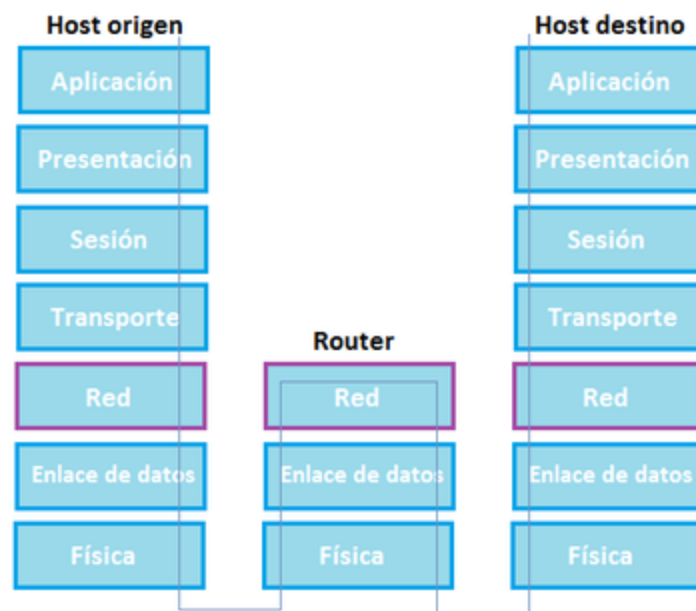 Host origen
Aplicación
Presentación
Sesión
Transporte
Red
Enlace de datos
Física
Router
Red
Enlace de datos
Física
Host destino
Aplicación
Presentación
Sesión
Transporte
Red
Enlace de datos
Física